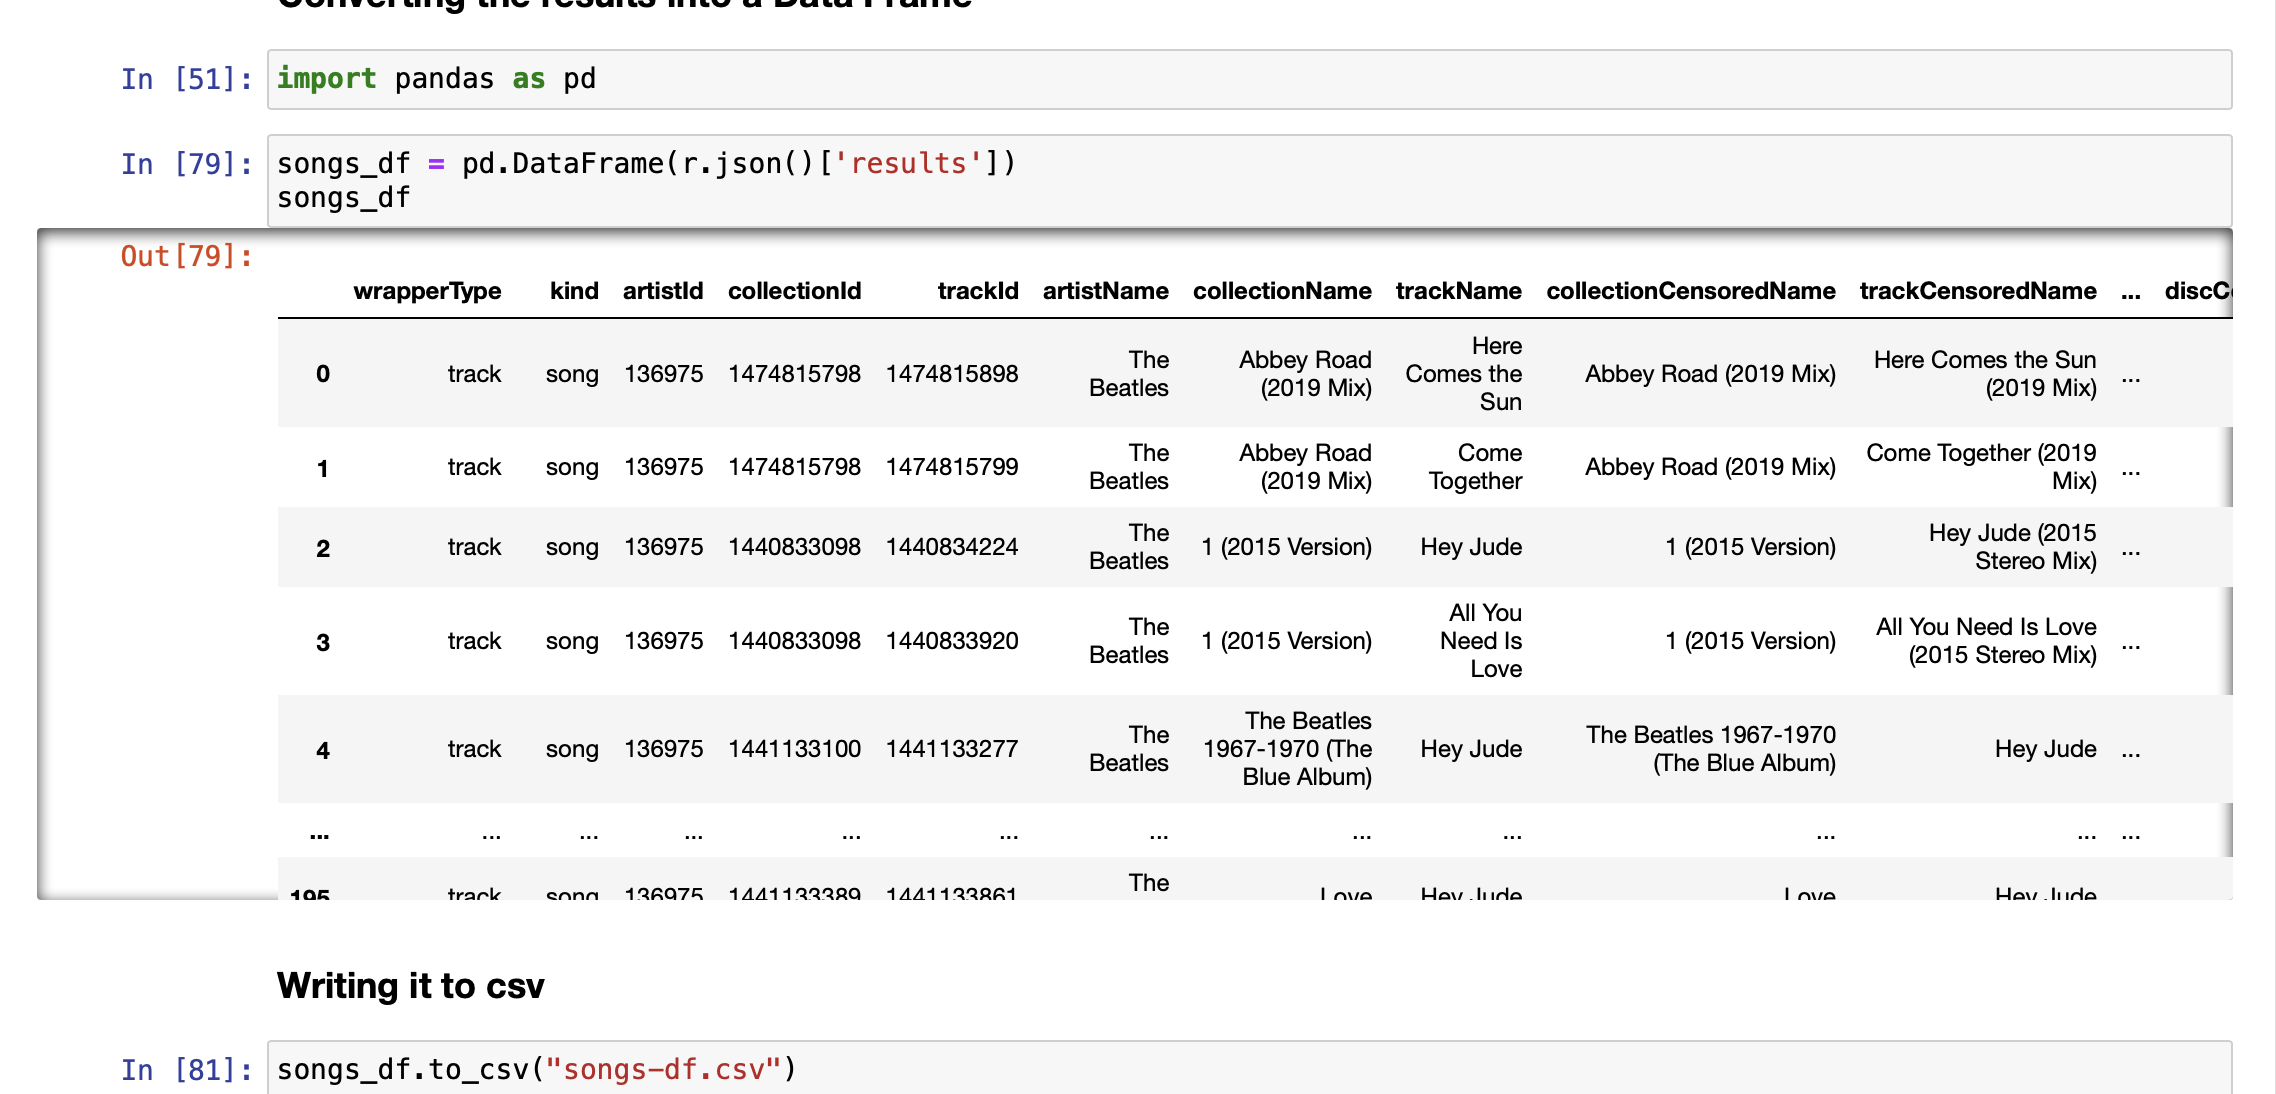 Converting the results into a Data Frame
In [51]: import pandas as pd
In [79]: songs_df = pd.DataFrame(r.json()['results'])
songs_df
Out[79]:
wrapperType kind artistId collectionId trackId artistName collectionName trackName collectionCensoredName trackCensoredName ...
0 track song 136975 1474815798 1474815898 The Beatles Abbey Road (2019 Mix) Here Comes the Sun Abbey Road (2019 Mix) Here Comes the Sun (2019 Mix) ...
1 track song 136975 1474815798 1474815799 The Beatles Abbey Road (2019 Mix) Come Together Abbey Road (2019 Mix) Come Together (2019 Mix) ...
2 track song 136975 1440833098 1440834224 The Beatles 1 (2015 Version) Hey Jude 1 (2015 Version) Hey Jude (2015 Stereo Mix) ...
3 track song 136975 1440833098 1440833920 The Beatles 1 (2015 Version) All You Need Is Love 1 (2015 Version) All You Need Is Love (2015 Stereo Mix) ...
4 track song 136975 1441133100 1441133277 The Beatles The Beatles 1967-1970 (The Blue Album) Hey Jude The Beatles 1967-1970 (The Blue Album) Hey Jude ...
... ... ... ... ... ... ... ... ... ... ... ...
195 track song 136975 1441133389 1441133861 The Love Hey Jude Love Hey Jude
Writing it to csv
In [81]: songs_df.to_csv("songs-df.csv")